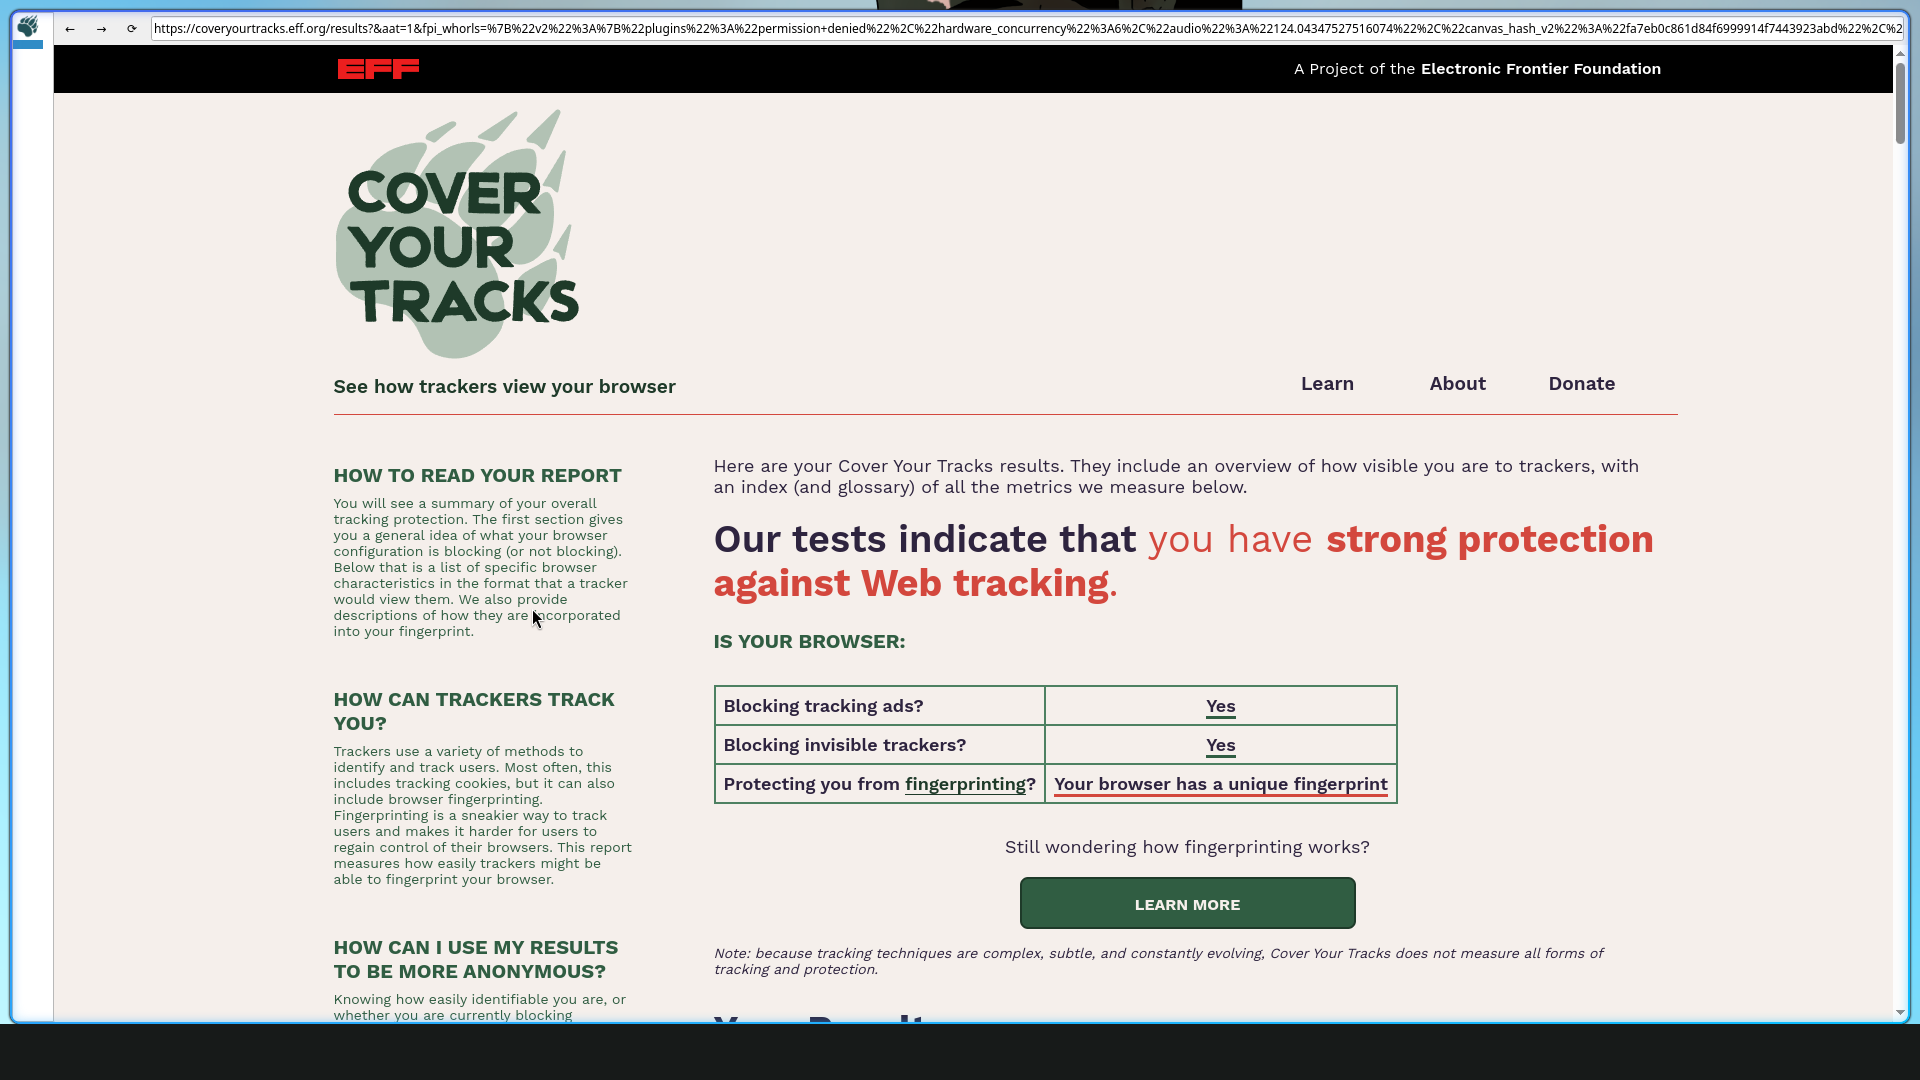 https://coveryourtracks.eff.org/results?&aat=1&fpi_whorls=%7B%22v2%22%3A%7B%22plugins%22%3A%22permission+denied%22%2C%22hardware_concurrency%22%3A6%2C%22audio%22%3A%22124.04347527516074%22%2C%22canvas_hash_v2%22%3A%22fa7eb0c861d84f6999914f7443923abd%22%2C%2
EFF
A Project of the Electronic Frontier Foundation
COVER
YOUR
TRACKS
See how trackers view your browser
Learn
About
Donate
HOW TO READ YOUR REPORT
You will see a summary of your overall
tracking protection. The first section gives
you a general idea of what your browser
configuration is blocking (or not blocking).
Below that is a list of specific browser
characteristics in the format that a tracker
would view them. We also provide
descriptions of how they are incorporated
into your fingerprint.
HOW CAN TRACKERS TRACK
YOU?
Trackers use a variety of methods to
identify and track users. Most often, this
includes tracking cookies, but it can also
include browser fingerprinting.
Fingerprinting is a sneakier way to track
users and makes it harder for users to
regain control of their browsers. This report
measures how easily trackers might be
able to fingerprint your browser.
HOW CAN I USE MY RESULTS
TO BE MORE ANONYMOUS?
Knowing how easily identifiable you are, or
whether you are currently blocking
Here are your Cover Your Tracks results. They include an overview of how visible you are to trackers, with
an index (and glossary) of all the metrics we measure below.
Our tests indicate that you have strong protection
against Web tracking.
IS YOUR BROWSER:
Blocking tracking ads? Yes
Blocking invisible trackers? Yes
Protecting you from fingerprinting? Your browser has a unique fingerprint
Still wondering how fingerprinting works?
LEARN MORE
Note: because tracking techniques are complex, subtle, and constantly evolving, Cover Your Tracks does not measure all forms of
tracking and protection.